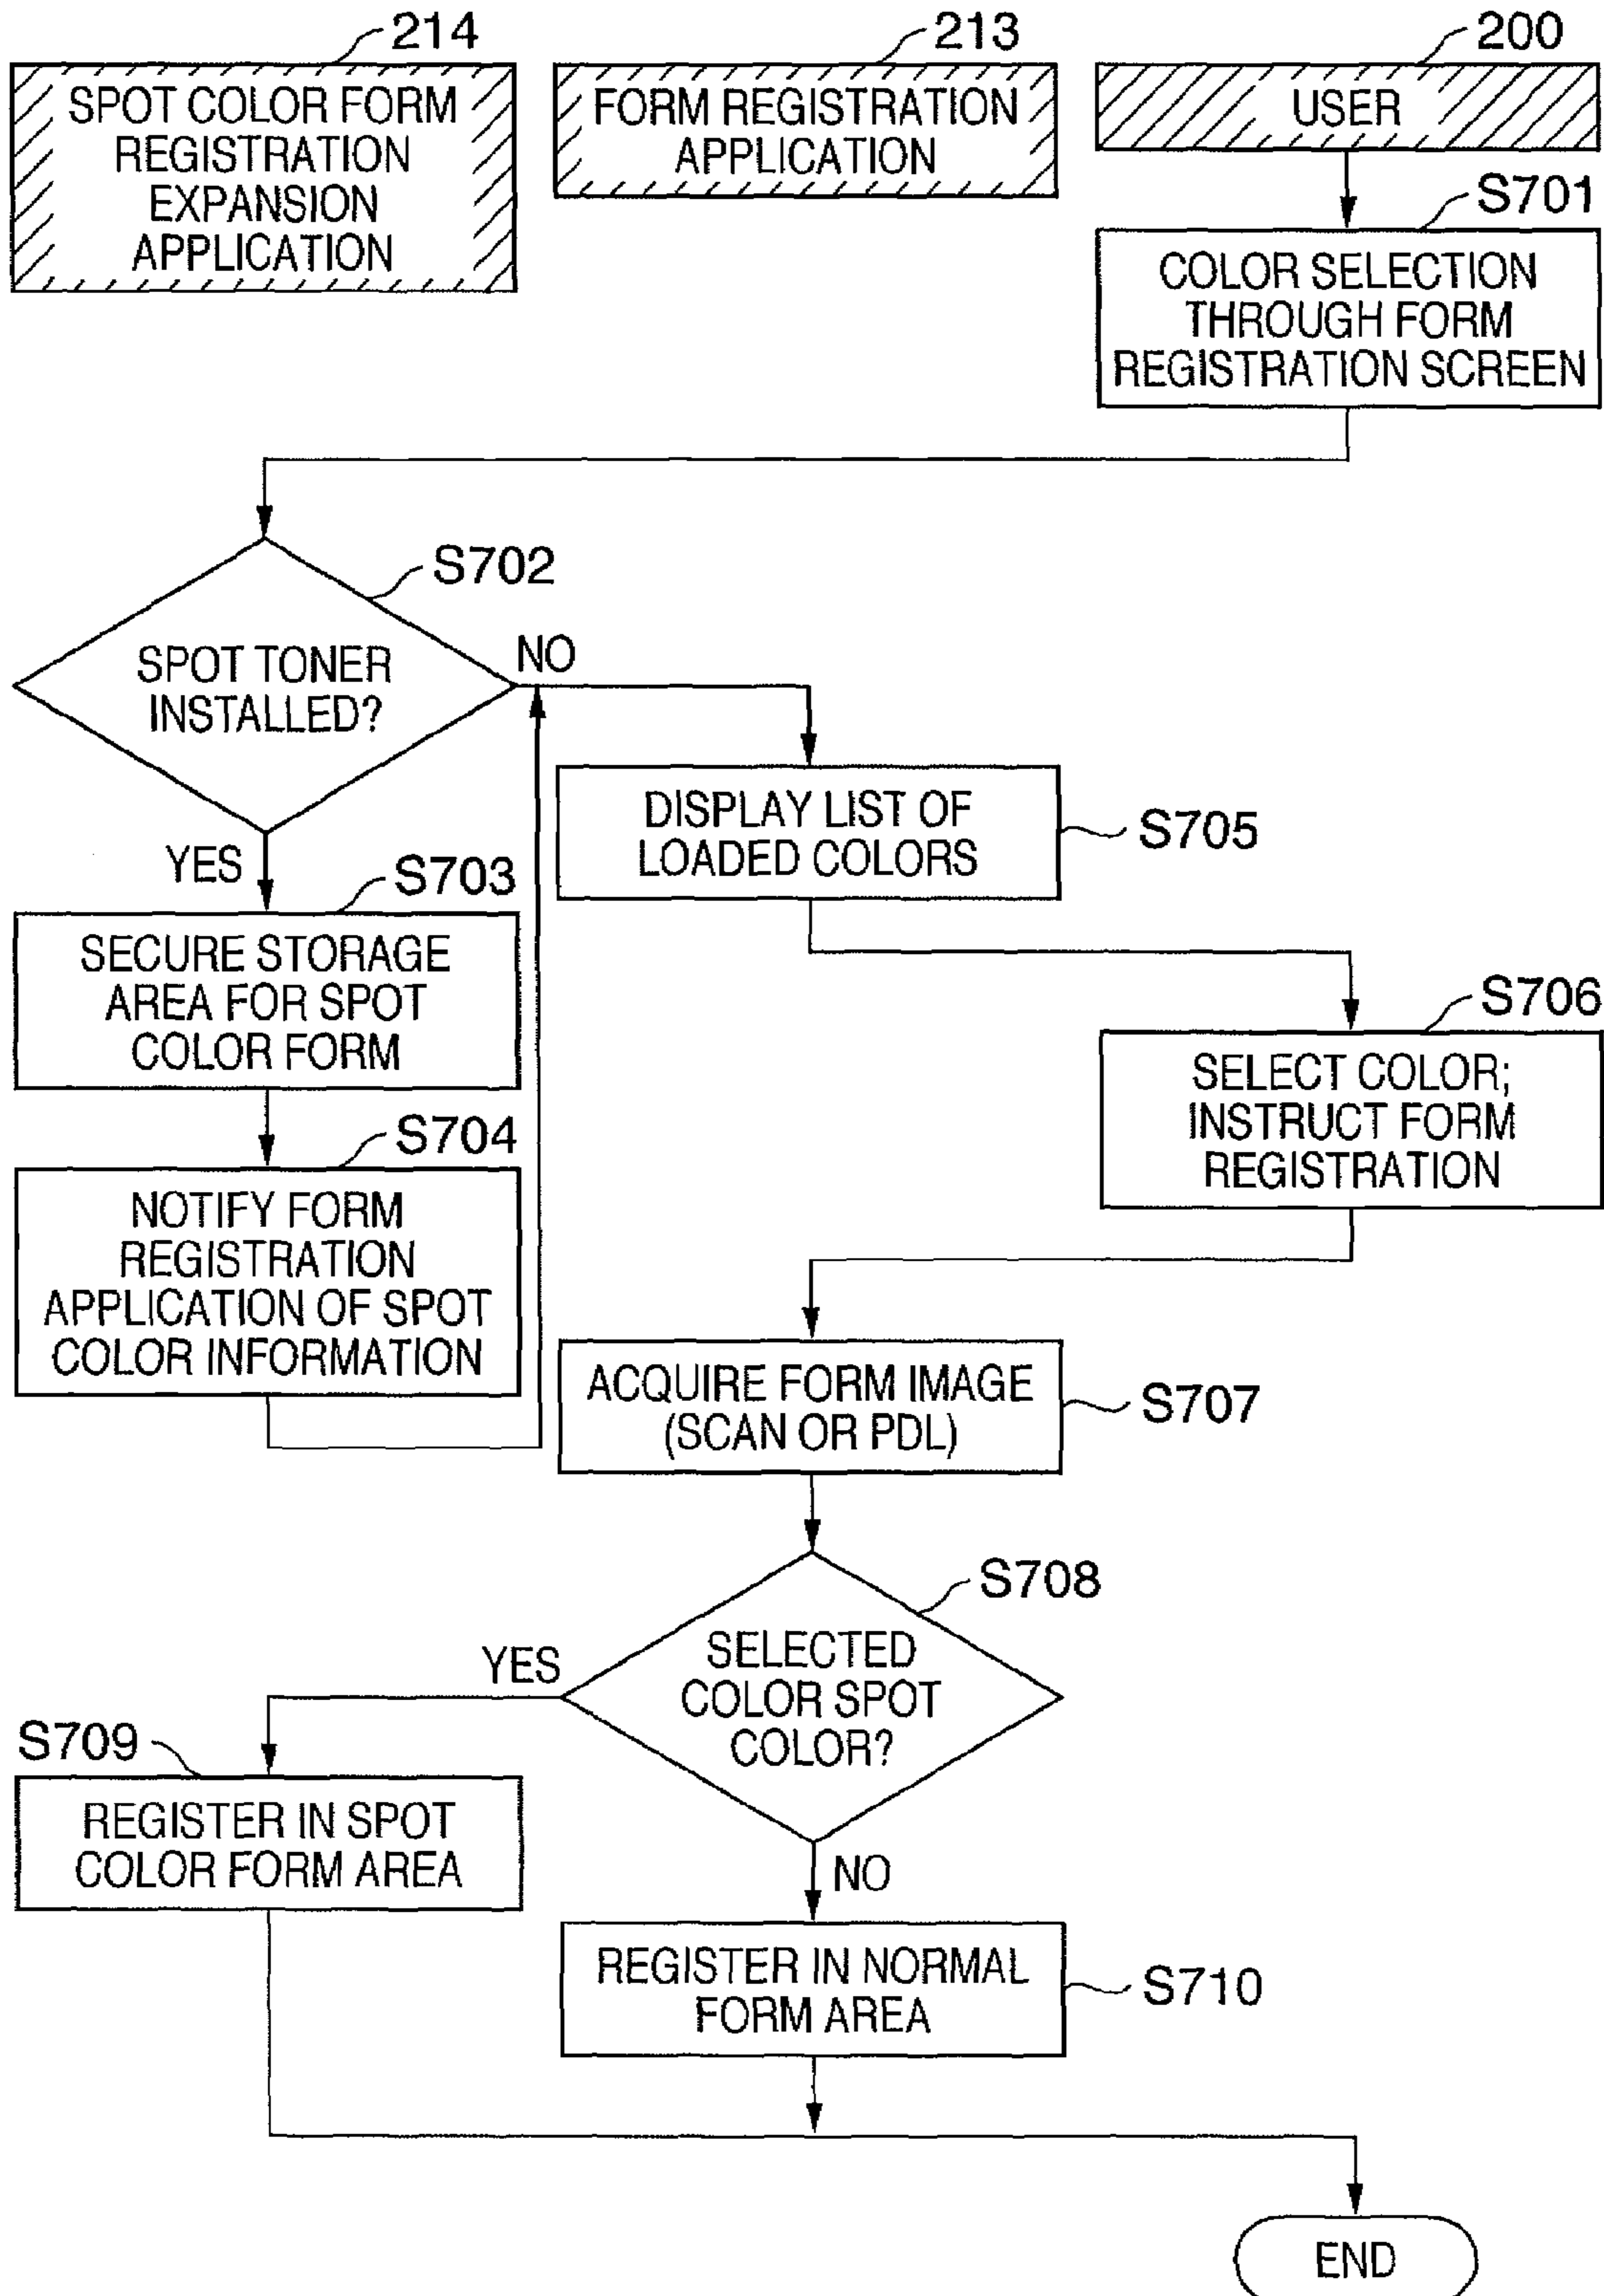 214
SPOT COLOR FORM
REGISTRATION
EXPANSION
APPLICATION
213
FORM REGISTRATION
APPLICATION
200
USER
S701
COLOR SELECTION
THROUGH FORM
REGISTRATION SCREEN
S702
SPOT TONER
INSTALLED?
NO
YES
S703
SECURE STORAGE
AREA FOR SPOT
COLOR FORM
S704
NOTIFY FORM
REGISTRATION
APPLICATION OF SPOT
COLOR INFORMATION
DISPLAY LIST OF
LOADED COLORS
S705
S706
SELECT COLOR;
INSTRUCT FORM
REGISTRATION
ACQUIRE FORM IMAGE
(SCAN OR PDL)
S707
S708
SELECTED
COLOR SPOT
COLOR?
YES
S709
REGISTER IN SPOT
COLOR FORM AREA
NO
REGISTER IN NORMAL
FORM AREA
S710
END